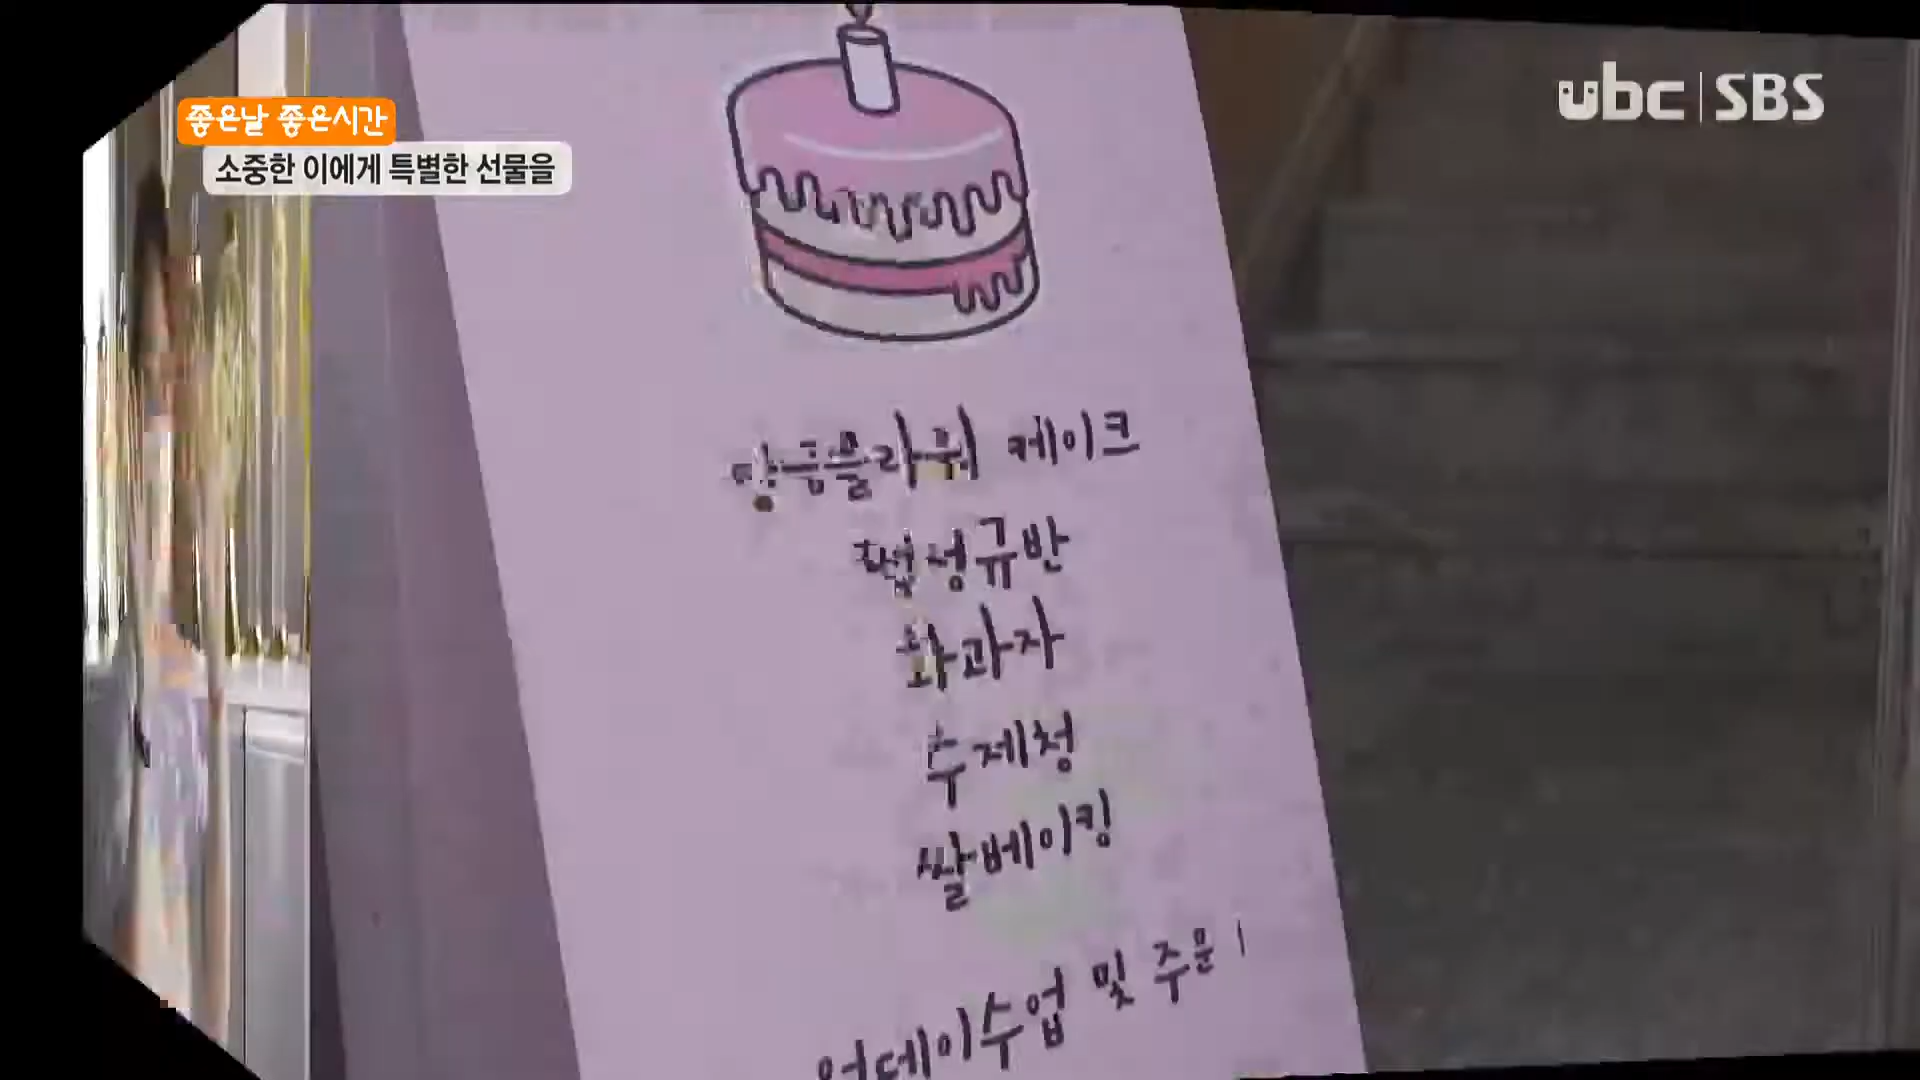 좋은날 좋은시간
소중한 이에게 특별한 선물을
ubc SBS
앙금플라워 케이크
화과자
수제청
쌀베이킹
원데이수업 및 주문